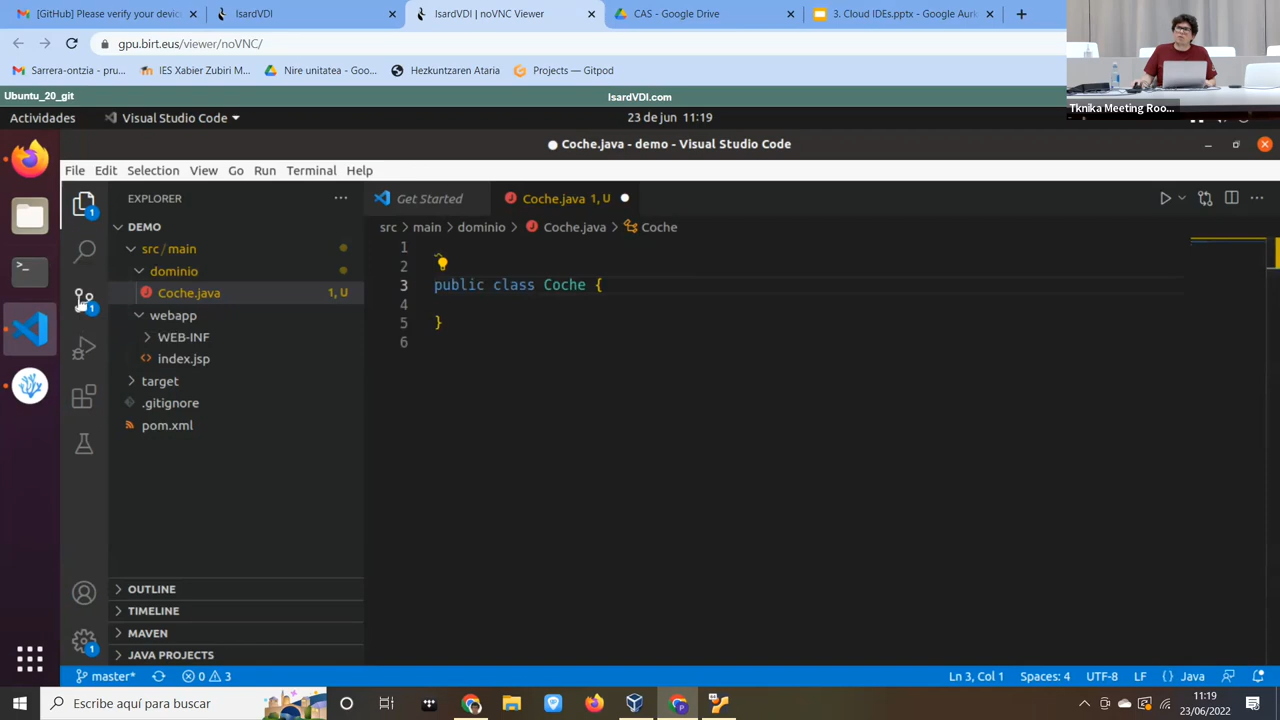 [GitHub] Please verify your devic
IsardVDI
IsardVDI | noVNC Viewer
CAS - Google Drive
3. Cloud IDEs.pptx - Google Aurk
gpu.birt.eus/viewer/noVNC/
Sarrera-ontzia - pru...
IES Xabier Zubiri M...
Nire unitatea - Goo...
Hezkuntzaren Ataria
Projects — Gitpod
Tknika Meeting Roo...
Ubuntu_20_git
IsardVDI.com
Actividades
Visual Studio Code
23 de jun 11:19
Coche.java - demo - Visual Studio Code
File Edit Selection View Go Run Terminal Help
EXPLORER
Get Started
Coche.java 1, U
DEMO
src > main > dominio > Coche.java > Coche
src / main
dominio
Coche.java 1, U
webapp
WEB-INF
index.jsp
target
.gitignore
pom.xml
1
2
3 public class Coche {
4
5 }
6
1
1
1
OUTLINE
TIMELINE
MAVEN
JAVA PROJECTS
master* 0 3
Ln 3, Col 1 Spaces: 4 UTF-8 LF {} Java
Escribe aquí para buscar
11:19
23/06/2022